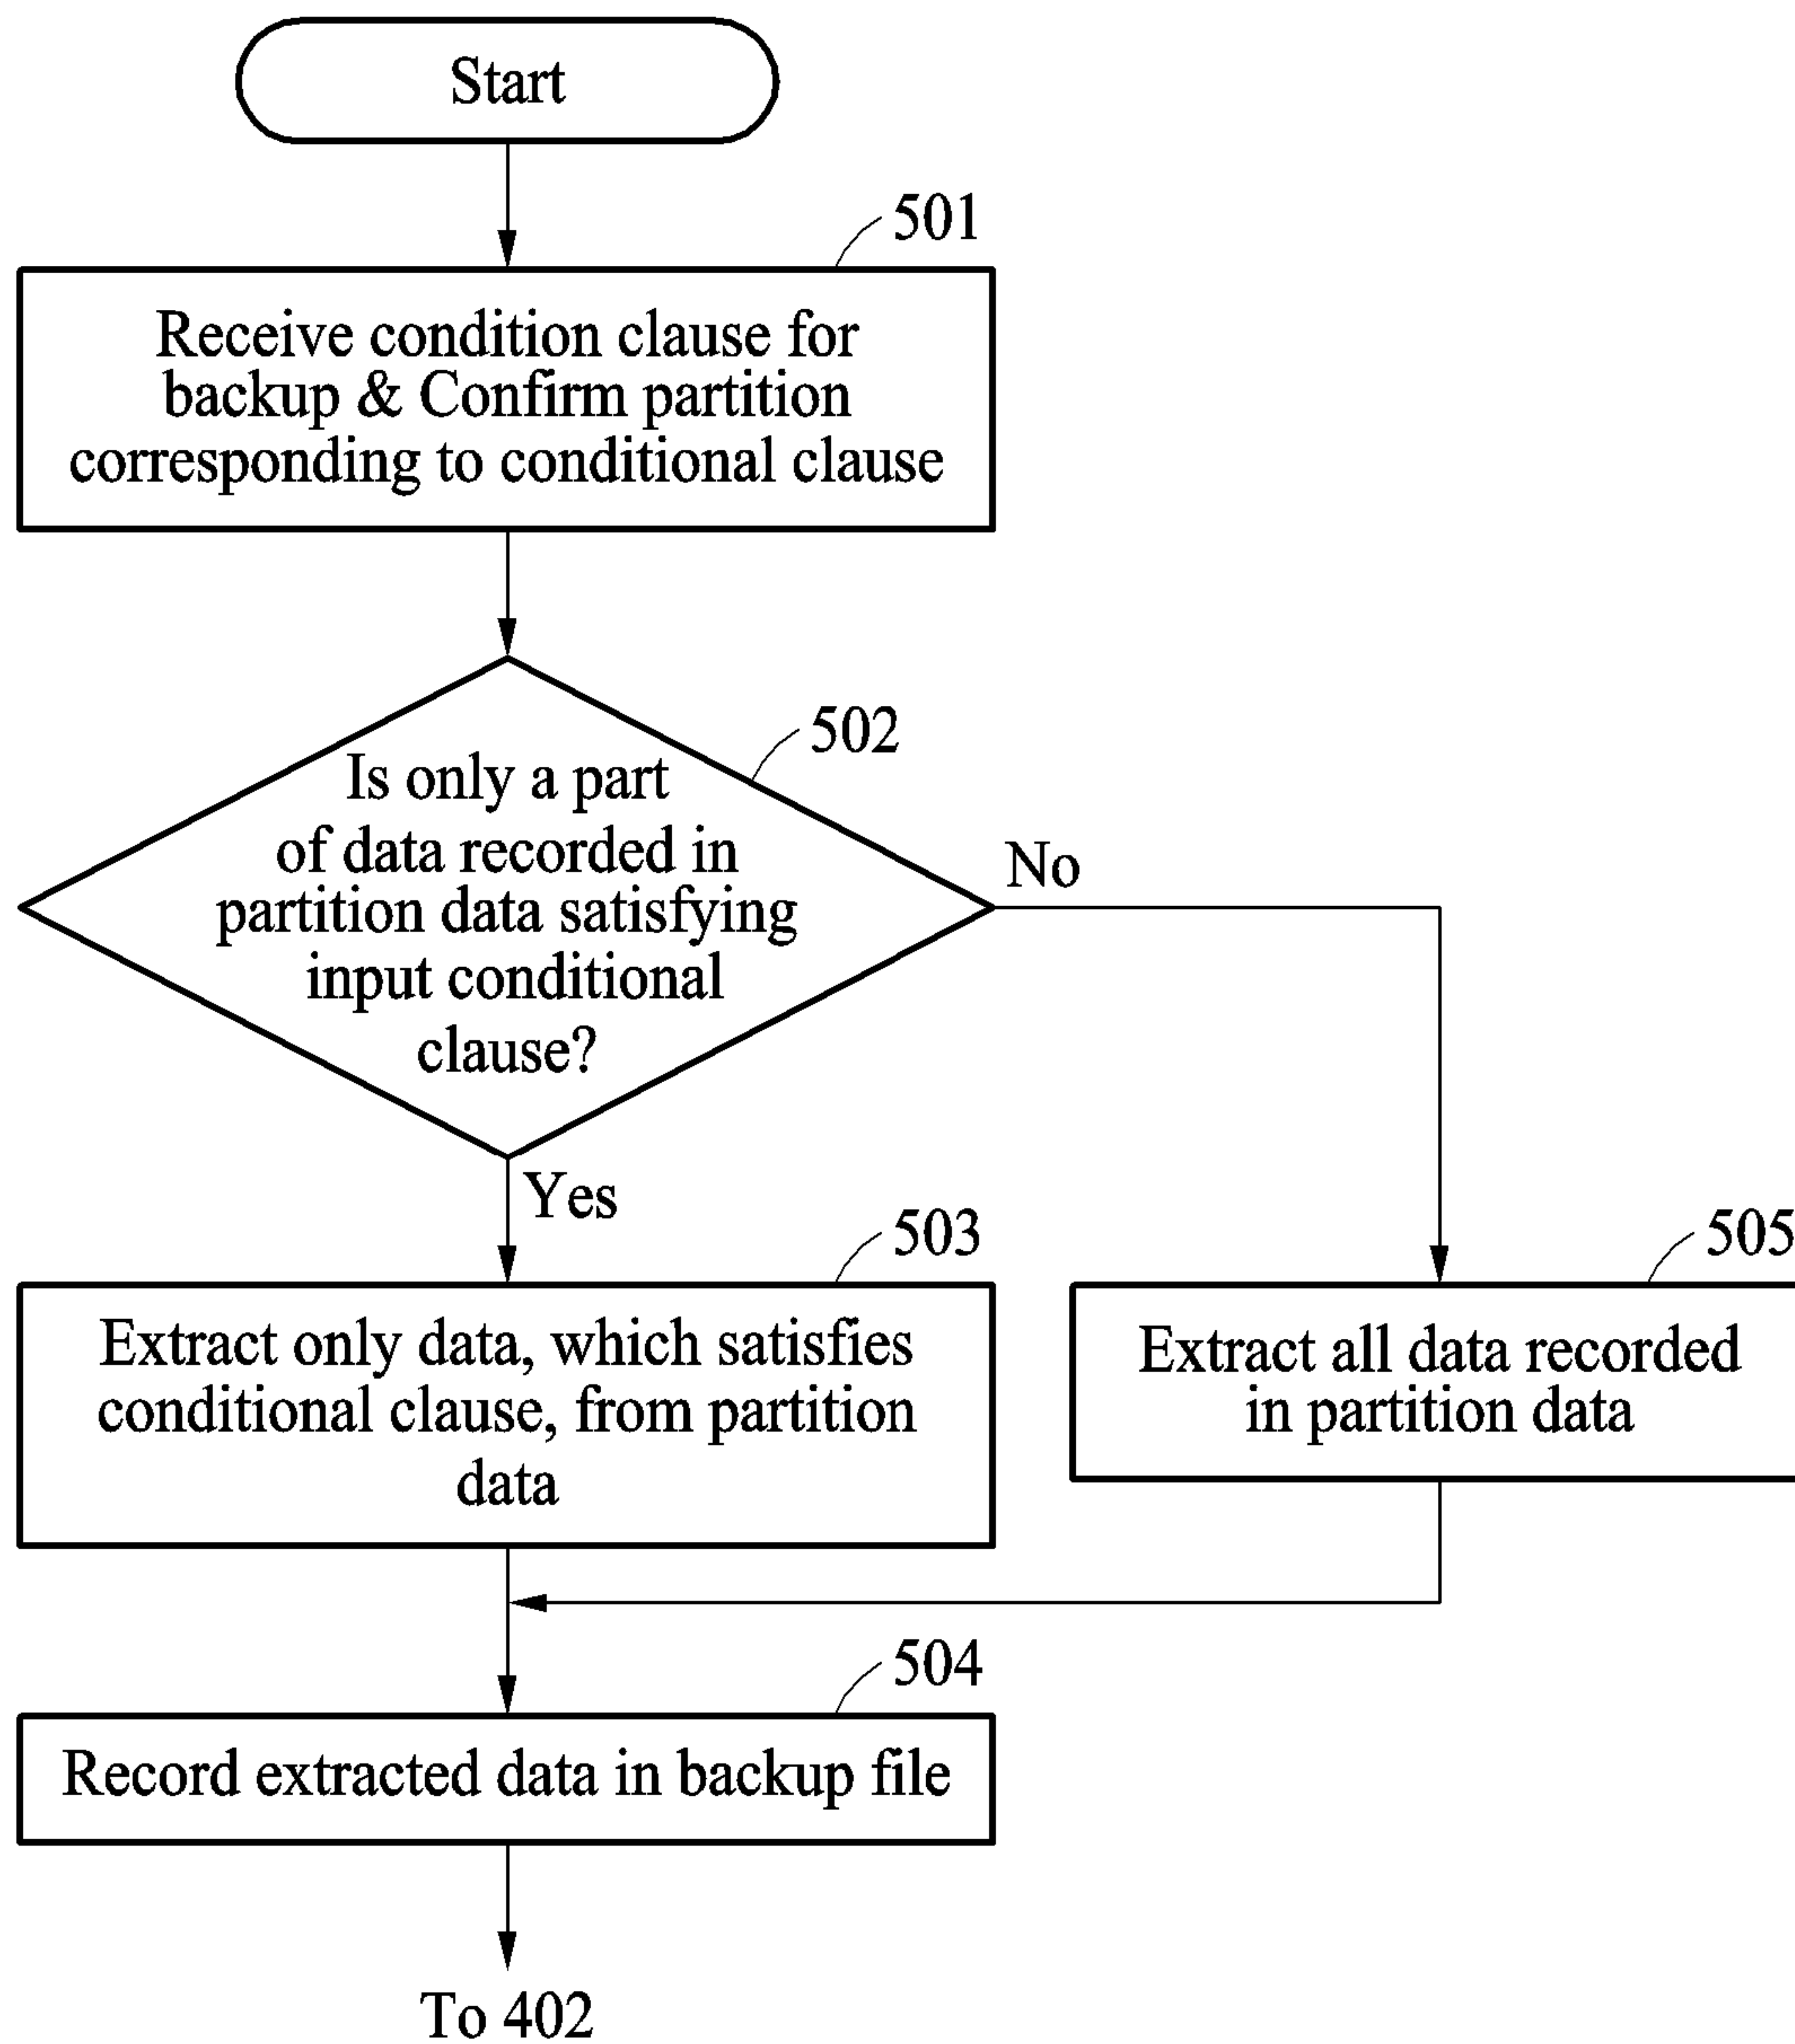 Start
501
Receive condition clause for
backup & Confirm partition
corresponding to conditional clause
502
Is only a part
of data recorded in
partition data satisfying
input conditional
clause?
No
Yes
503
Extract only data, which satisfies
conditional clause, from partition
data
505
Extract all data recorded
in partition data
504
Record extracted data in backup file
To 402